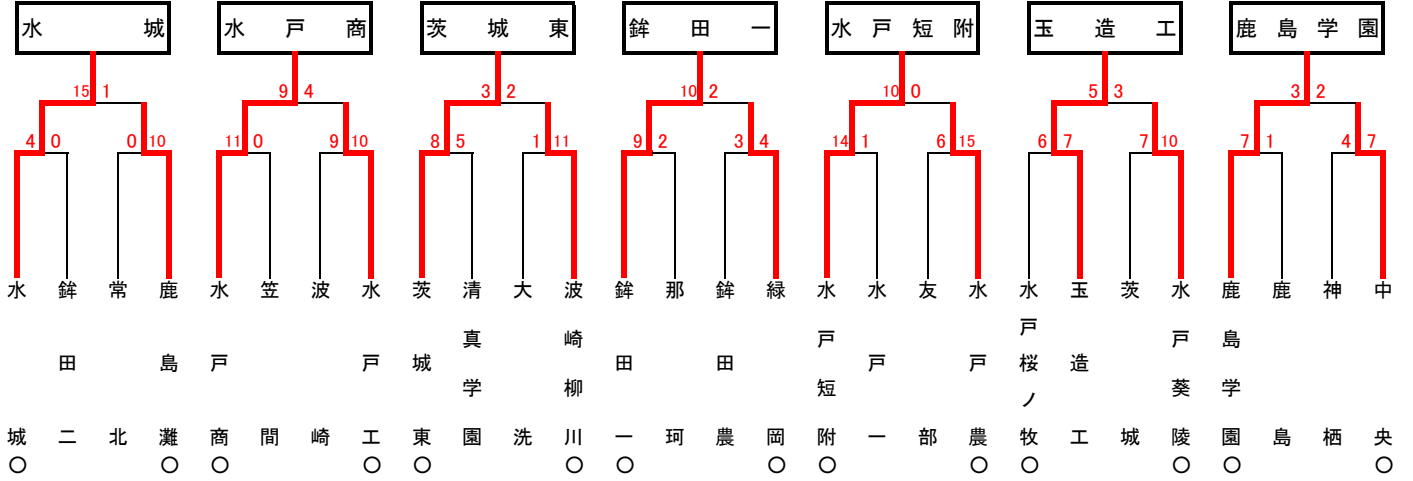 水城 水戸商 茨城東 鉾田一 水戸短附 玉造工 鹿島学園
15 1 9 4 3 2 10 2 10 0 5 3 3 2
4 0 0 10 11 0 9 10 8 5 1 11 9 2 3 4 14 1 6 15 6 7 7 10 7 1 4 7
水城
鉾田二
常北
鹿島灘
水戸商
笠間
波崎
水戸工
茨城東
清真学園
大洗
波崎柳川
鉾田一
那珂
鉾田農
緑岡
水戸短附
水戸一
友部
水戸農
水戸桜ノ牧
玉造工
茨城
水戸葵陵
鹿島学園
鹿島
神栖
中央
○ ○ ○ ○ ○ ○ ○ ○ ○ ○ ○ ○ ○ ○